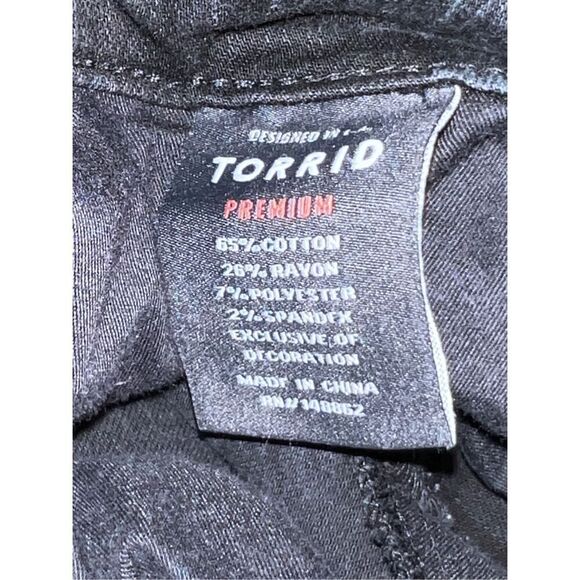 DESIGNED IN L.A.
TORRID
PREMIUM
65% COTTON
26% RAYON
7% POLYESTER
2% SPANDEX
EXCLUSIVE OF
DECORATION
MADE IN CHINA
RN# 148862